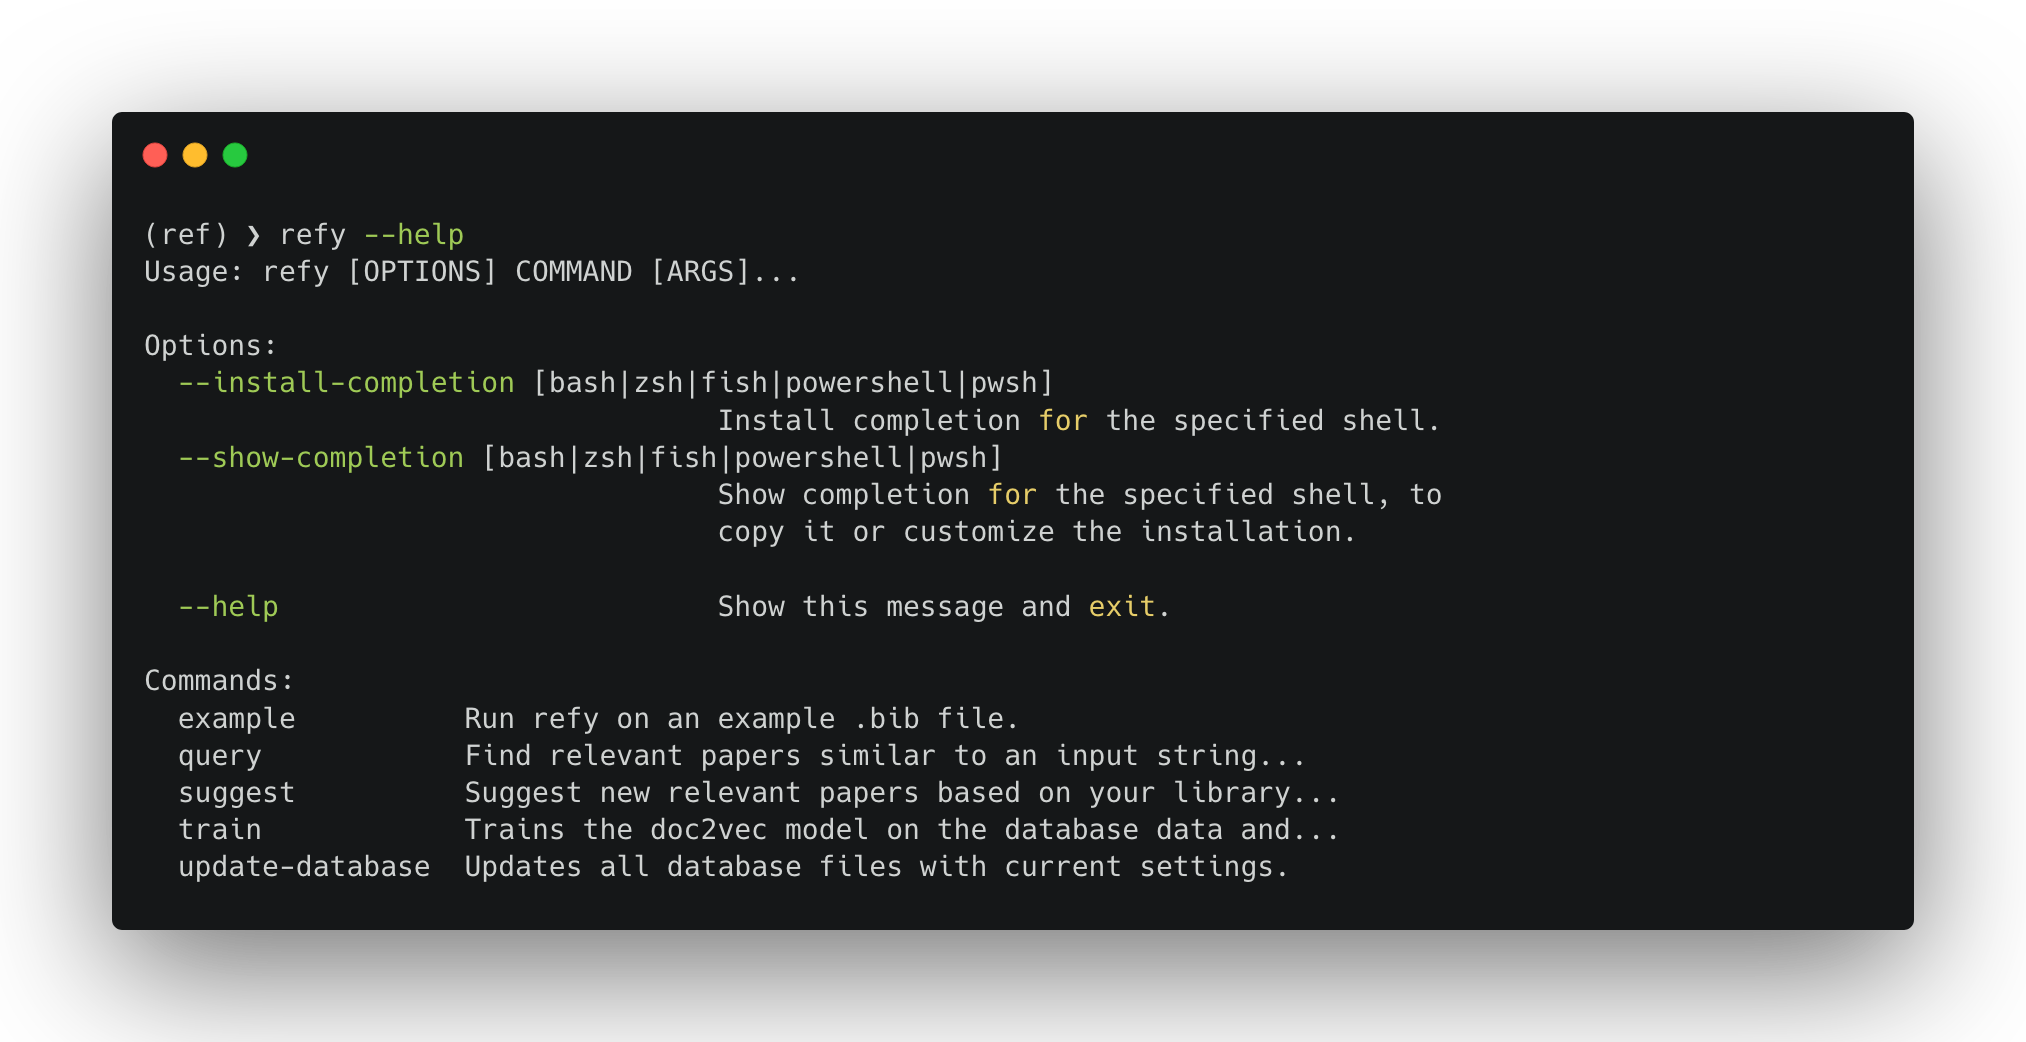 (ref) ❯ refy --help
Usage: refy [OPTIONS] COMMAND [ARGS]...
Options:
--install-completion [bash|zsh|fish|powershell|pwsh]
Install completion for the specified shell.
--show-completion [bash|zsh|fish|powershell|pwsh]
Show completion for the specified shell, to
copy it or customize the installation.
--help Show this message and exit.
Commands:
example Run refy on an example .bib file.
query Find relevant papers similar to an input string...
suggest Suggest new relevant papers based on your library...
train Trains the doc2vec model on the database data and...
update-database Updates all database files with current settings.